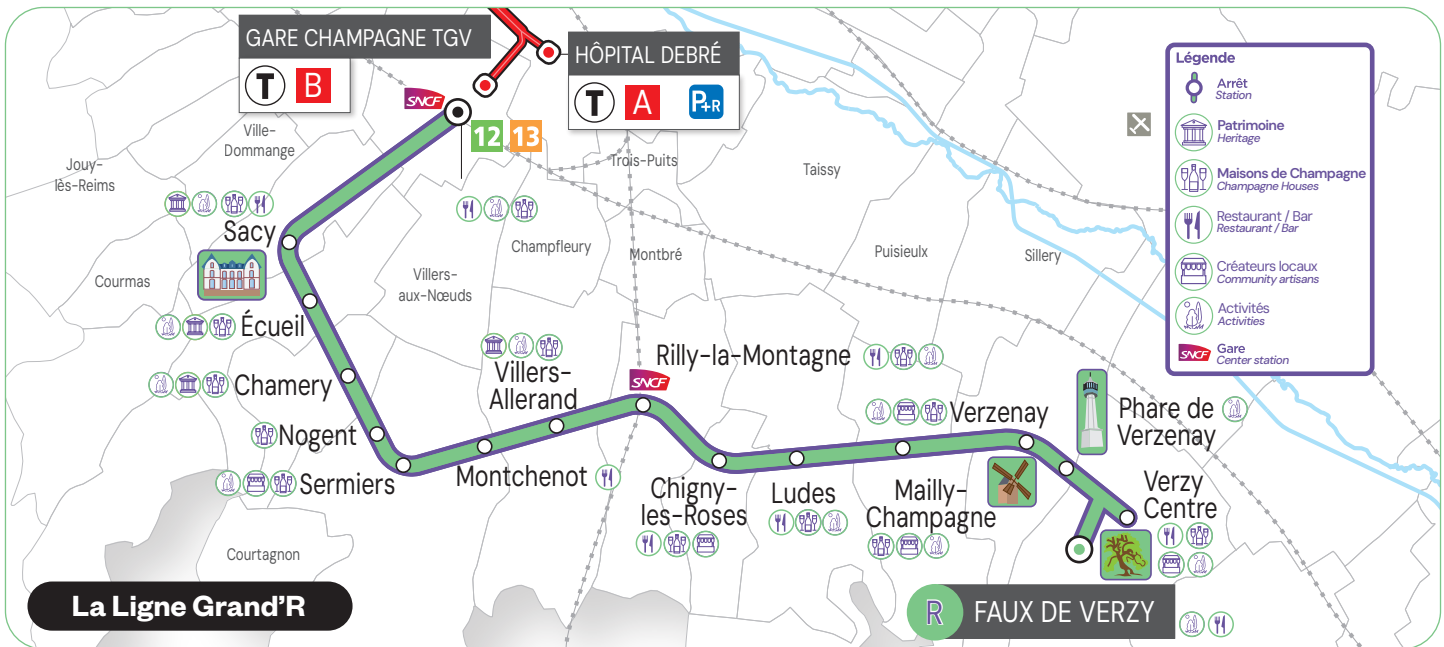 GARE CHAMPAGNE TGV
T B
HÔPITAL DEBRÉ
T A P+R
SNCF
12 13
Légende
Arrêt
Station
Patrimoine
Heritage
Maisons de Champagne
Champagne Houses
Restaurant / Bar
Restaurant / Bar
Créateurs locaux
Community artisans
Activités
Activities
SNCF
Gare
Center station
Ville-
Dommange
Jouy-
lès-Reims
Trois-Puits
Taissy
Sacy
Champfleury
Montbré
Puisieulx
Sillery
Courmas
Villers-
aux-Nœuds
Écueil
Chamery
Villers-
Allerand
Rilly-la-Montagne
SNCF
Nogent
Sermiers
Montchenot
Chigny-
les-Roses
Ludes
Mailly-
Champagne
Verzenay
Phare de
Verzenay
Verzy
Centre
Courtagnon
La Ligne Grand'R
R FAUX DE VERZY